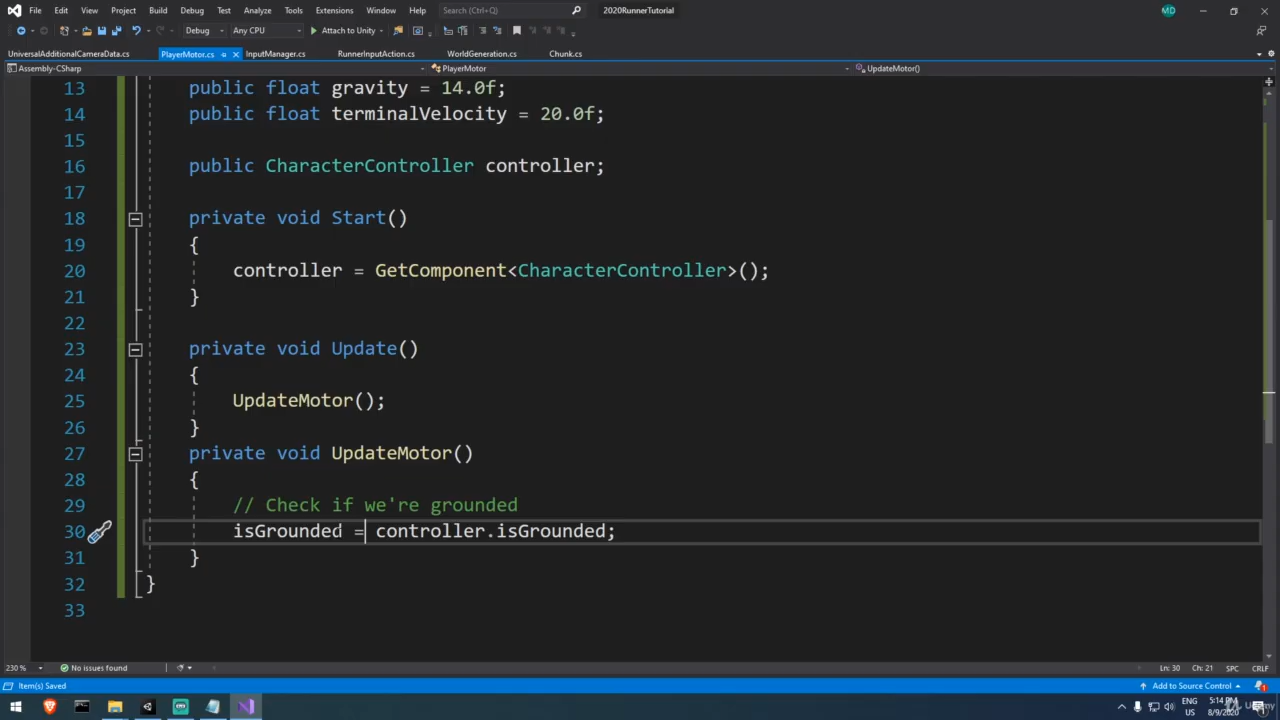 File Edit View Project Build Debug Test Analyze Tools Extensions Window Help Search (Ctrl+Q) 2020RunnerTutorial MD
Debug Any CPU Attach to Unity
UniversalAdditionalCameraData.cs PlayerMotor.cs InputManager.cs RunnerInputAction.cs WorldGeneration.cs Chunk.cs
Assembly-CSharp PlayerMotor UpdateMotor()
13 public float gravity = 14.0f;
14 public float terminalVelocity = 20.0f;
15
16 public CharacterController controller;
17
18 private void Start()
19 {
20 controller = GetComponent<CharacterController>();
21 }
22
23 private void Update()
24 {
25 UpdateMotor();
26 }
27 private void UpdateMotor()
28 {
29 // Check if we're grounded
30 isGrounded = controller.isGrounded;
31 }
32 }
33
230 % No issues found Ln: 30 Ch: 21 SPC CRLF
Item(s) Saved Add to Source Control 1
ENG 5:14 PM
US 8/9/2020
Udemy